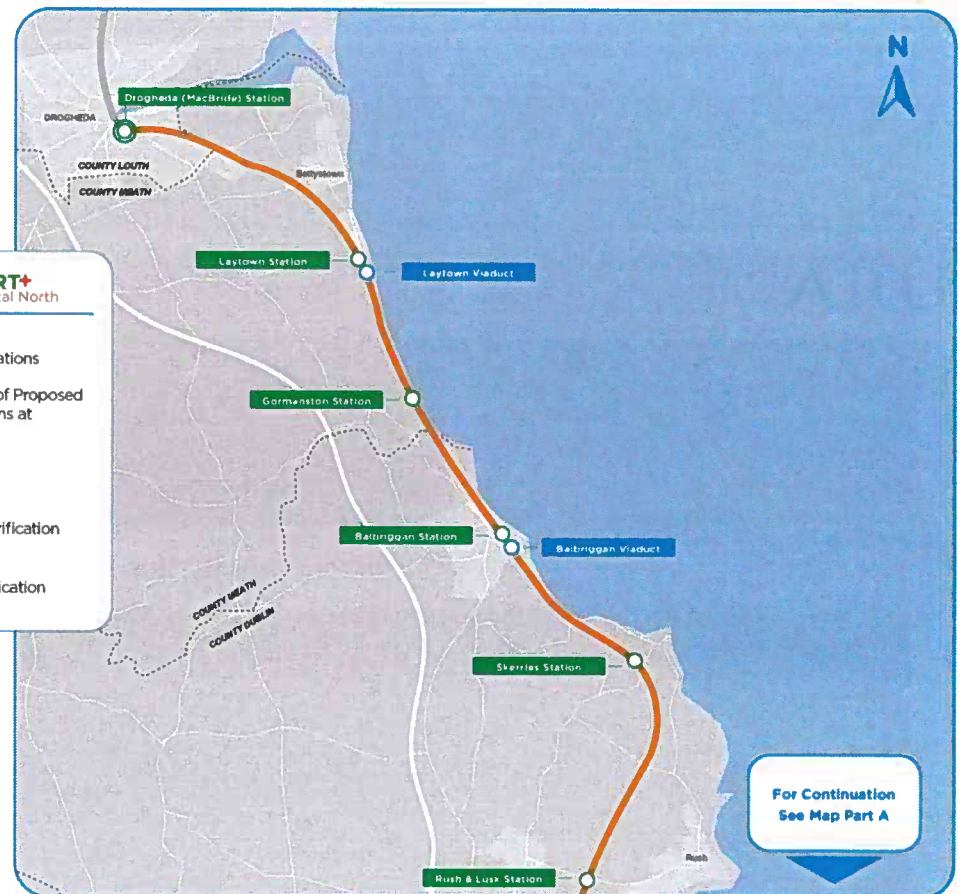 N
Drogheda (MacBride) Station
DROGHEDA
COUNTY LOUTH
COUNTY MEATH
Bettystown
Laytown Station
Laytown Viaduct
RT+
al North
ations
of Proposed
ns at
rification
ication
Gormanston Station
Balbriggan Station
Balbriggan Viaduct
COUNTY MEATH
COUNTY DUBLIN
Skerries Station
For Continuation
See Map Part A
Rush
Rush & Lusk Station